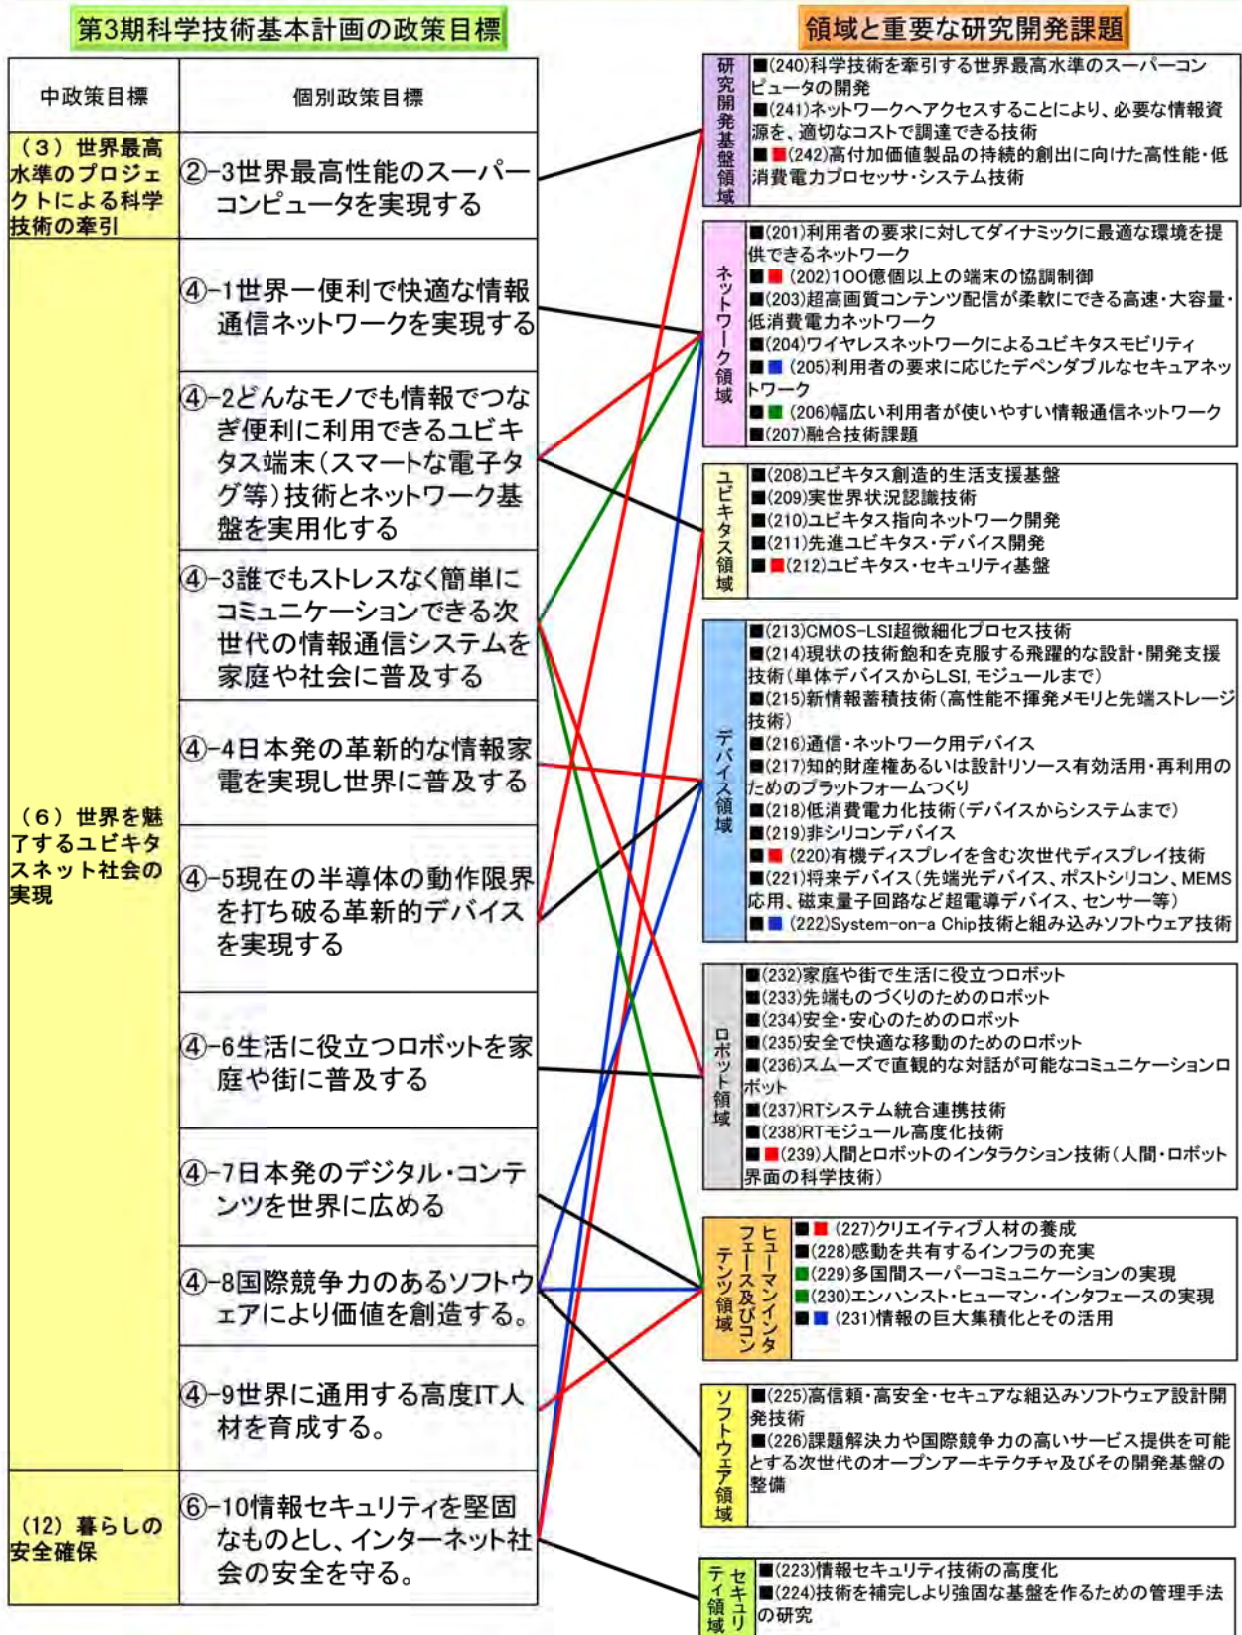 第3期科学技術基本計画の政策目標
中政策目標
個別政策目標
(3)世界最高
水準のプロジェ
クトによる科学
技術の牽引
②-3世界最高性能のスーパー
コンピュータを実現する
(6)世界を魅
了するユビキタ
スネット社会の
実現
④-1世界一便利で快適な情報
通信ネットワークを実現する
④-2どんなモノでも情報でつな
ぎ便利に利用できるユビキ
タス端末(スマートな電子タ
グ等)技術とネットワーク基
盤を実用化する
④-3誰でもストレスなく簡単に
コミュニケーションできる次
世代の情報通信システムを
家庭や社会に普及する
④-4日本発の革新的な情報家
電を実現し世界に普及する
④-5現在の半導体の動作限界
を打ち破る革新的デバイス
を実現する
④-6生活に役立つロボットを家
庭や街に普及する
④-7日本発のデジタル・コンテ
ンツを世界に広める
④-8国際競争力のあるソフトウ
ェアにより価値を創造する。
④-9世界に通用する高度IT人
材を育成する。
(12)暮らしの
安全確保
⑥-10情報セキュリティを堅固
なものとし、インターネット社
会の安全を守る。
領域と重要な研究開発課題
研究開発基盤領域
■(240)科学技術を牽引する世界最高水準のスーパーコン
ピュータの開発
■(241)ネットワークへアクセスすることにより、必要な情報資
源を、適切なコストで調達できる技術
■■(242)高付加価値製品の持続的創出に向けた高性能・低
消費電力プロセッサ・システム技術
ネットワーク領域
■(201)利用者の要求に対してダイナミックに最適な環境を提
供できるネットワーク
■■(202)100億個以上の端末の協調制御
■(203)超高画質コンテンツ配信が柔軟にできる高速・大容量・
低消費電力ネットワーク
■(204)ワイヤレスネットワークによるユビキタスモビリティ
■■(205)利用者の要求に応じたデペンダブルなセキュアネッ
トワーク
■■(206)幅広い利用者が使いやすい情報通信ネットワーク
■(207)融合技術課題
ユビキタス領域
■(208)ユビキタス創造的生活支援基盤
■(209)実世界状況認識技術
■(210)ユビキタス指向ネットワーク開発
■(211)先進ユビキタス・デバイス開発
■■(212)ユビキタス・セキュリティ基盤
デバイス領域
■(213)CMOS-LSI超微細化プロセス技術
■(214)現状の技術飽和を克服する飛躍的な設計・開発支援
技術(単体デバイスからLSI,モジュールまで)
■(215)新情報蓄積技術(高性能不揮発メモリと先端ストレージ
技術)
■(216)通信・ネットワーク用デバイス
■(217)知的財産権あるいは設計リソース有効活用・再利用の
ためのプラットフォームつくり
■(218)低消費電力化技術(デバイスからシステムまで)
■(219)非シリコンデバイス
■■(220)有機ディスプレイを含む次世代ディスプレイ技術
■(221)将来デバイス(先端光デバイス、ポストシリコン、MEMS
応用、磁束量子回路など超電導デバイス、センサー等)
■■(222)System-on-a Chip技術と組み込みソフトウェア技術
ロボット領域
■(232)家庭や街で生活に役立つロボット
■(233)先端ものづくりのためのロボット
■(234)安全・安心のためのロボット
■(235)安全で快適な移動のためのロボット
■(236)スムーズで直観的な対話が可能なコミュニケーションロ
ボット
■(237)RTシステム統合連携技術
■(238)RTモジュール高度化技術
■■(239)人間とロボットのインタラクション技術(人間・ロボット
界面の科学技術)
ヒューマンインタ
フェース及びコン
テンツ領域
■■(227)クリエイティブ人材の養成
■(228)感動を共有するインフラの充実
■(229)多国間スーパーコミュニケーションの実現
■(230)エンハンスト・ヒューマン・インタフェースの実現
■■(231)情報の巨大集積化とその活用
ソフトウェア領域
■(225)高信頼・高安全・セキュアな組込みソフトウェア設計開
発技術
■(226)課題解決力や国際競争力の高いサービス提供を可能
とする次世代のオープンアーキテクチャ及びその開発基盤の
整備
セキュリ
ティ領域
■(223)情報セキュリティ技術の高度化
■(224)技術を補完しより強固な基盤を作るための管理手法
の研究